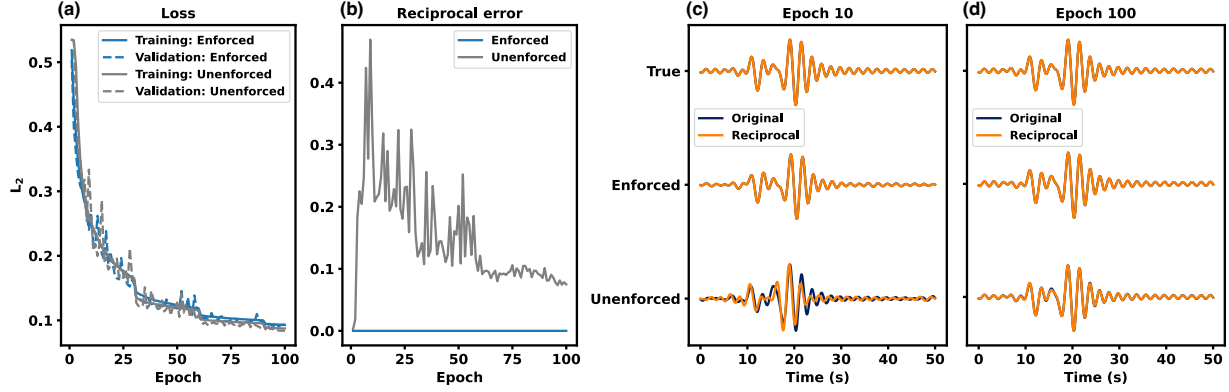 (a)
Loss
Training: Enforced
Validation: Enforced
Training: Unenforced
Validation: Unenforced
L2
0.5
0.4
0.3
0.2
0.1
0
25
50
75
100
Epoch
(b)
Reciprocal error
Enforced
Unenforced
0.4
0.3
0.2
0.1
0.0
0
25
50
75
100
Epoch
(c)
Epoch 10
True
Original
Reciprocal
Enforced
Unenforced
0
10
20
30
40
50
Time (s)
(d)
Epoch 100
Original
Reciprocal
0
10
20
30
40
50
Time (s)